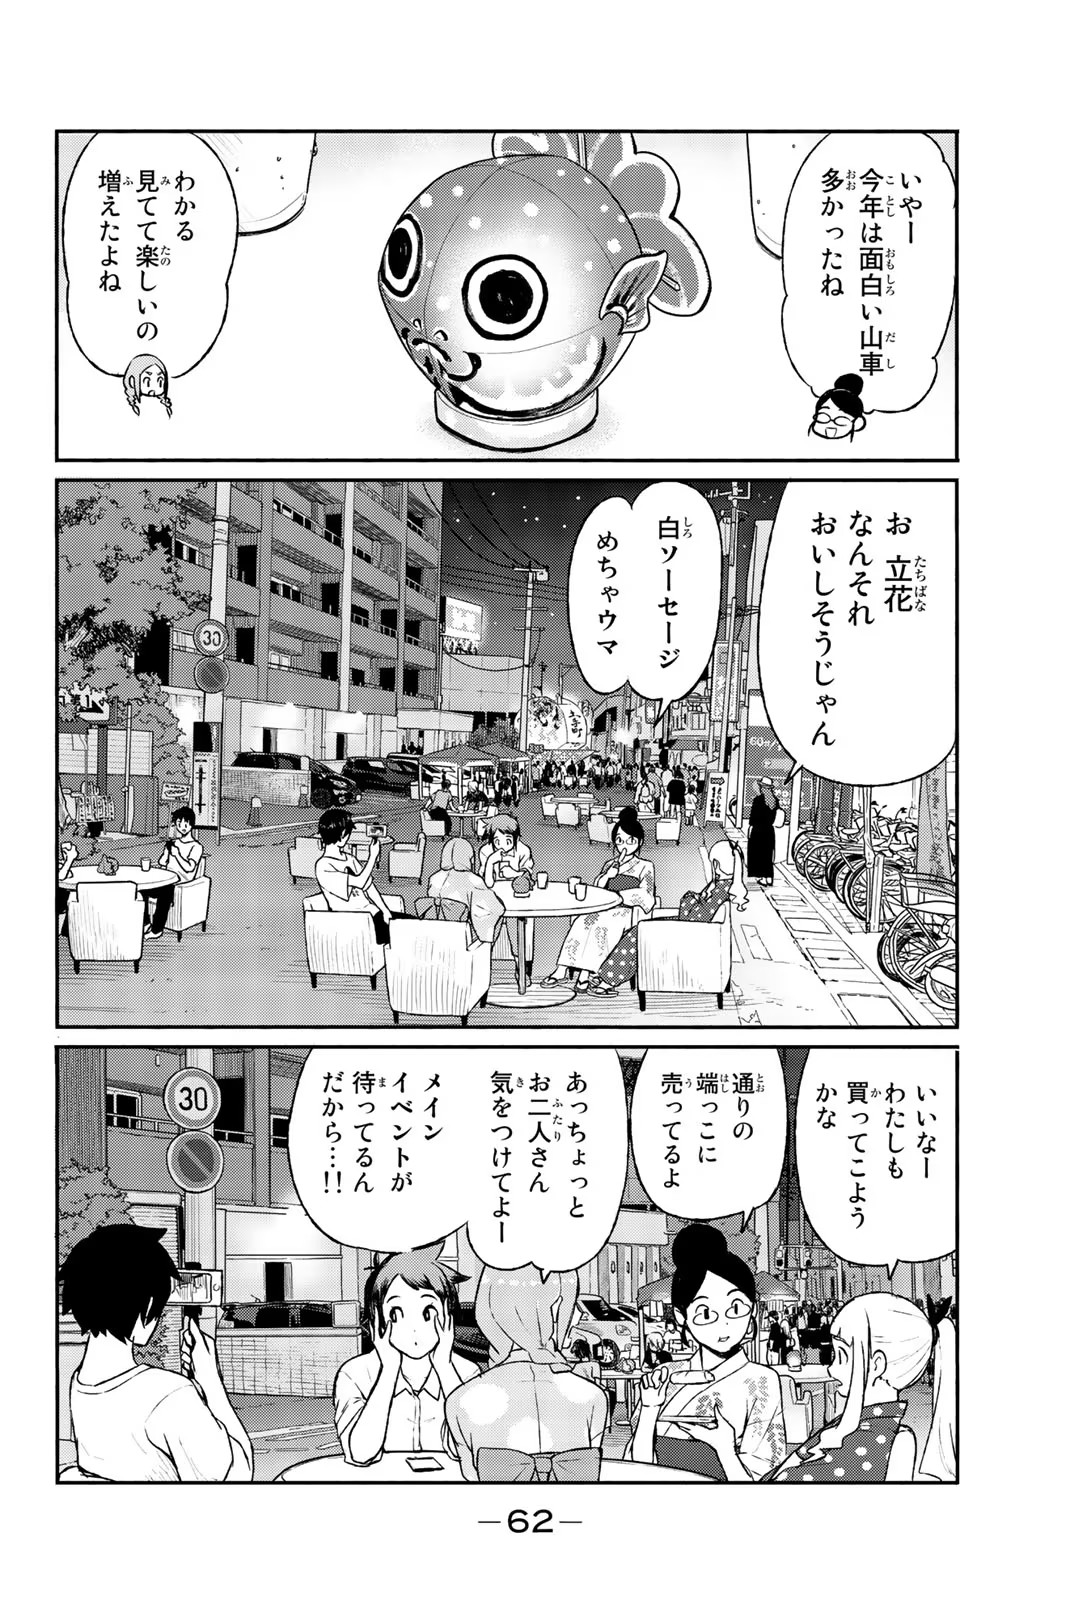 いやー
今年は面白い山車
多かったね
わかる
見てて楽しいの
増えたよね
お 立花
なんそれ
おいしそうじゃん
白ソーセージ
めちゃウマ
30
いいなー
わたしも
買ってこよう
かな
通りの
端っこに
売ってるよ
あっちょっと
お二人さん
気をつけてよー
メイン
イベントが
待ってるん
だから…!!
30
—62—